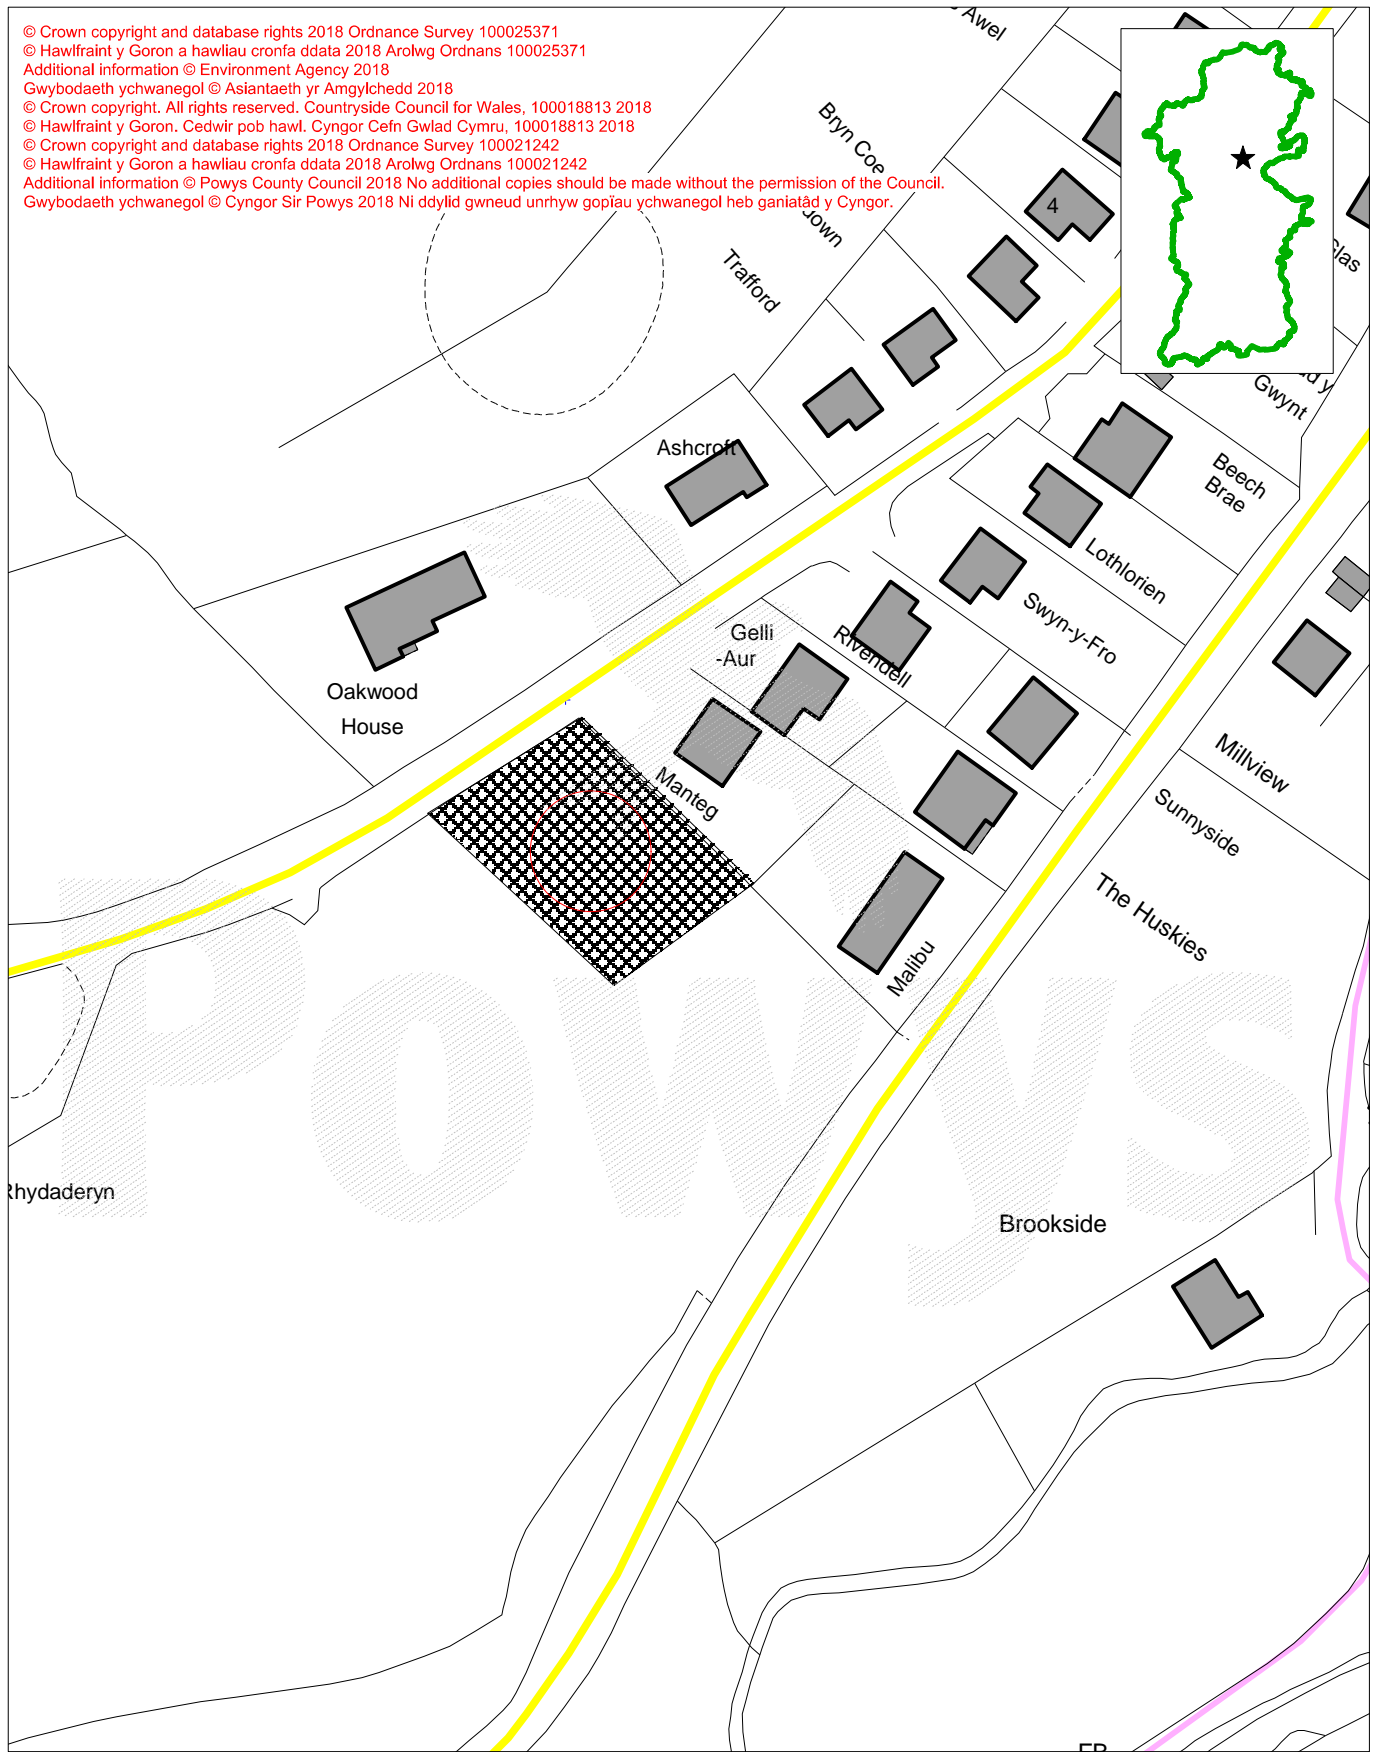 © Crown copyright and database rights 2018 Ordnance Survey 100025371
© Hawlfraint y Goron a hawliau cronfa ddata 2018 Arolwg Ordnans 100025371
Additional information © Environment Agency 2018
Gwybodaeth ychwanegol © Asiantaeth yr Amgylchedd 2018
© Crown copyright. All rights reserved. Countryside Council for Wales, 100018813 2018
© Hawlfraint y Goron. Cedwir pob hawl. Cyngor Cefn Gwlad Cymru, 100018813 2018
© Crown copyright and database rights 2018 Ordnance Survey 100021242
© Hawlfraint y Goron a hawliau cronfa ddata 2018 Arolwg Ordnans 100021242
Additional information © Powys County Council 2018 No additional copies should be made without the permission of the Council.
Gwybodaeth ychwanegol © Cyngor Sir Powys 2018 Ni ddylid gwneud unrhyw gopïau ychwanegol heb ganiatâd y Cyngor.
Awel
Bryn Coe
4
down
Trafford
Glas
Gwynt
Ashcroft
Beech
Brae
Lothlorien
Swyn-y-Fro
Gelli
-Aur
Rivendell
Oakwood
House
Manteg
Millview
Sunnyside
The Huskies
Malibu
Powys
Rhydaderyn
Brookside